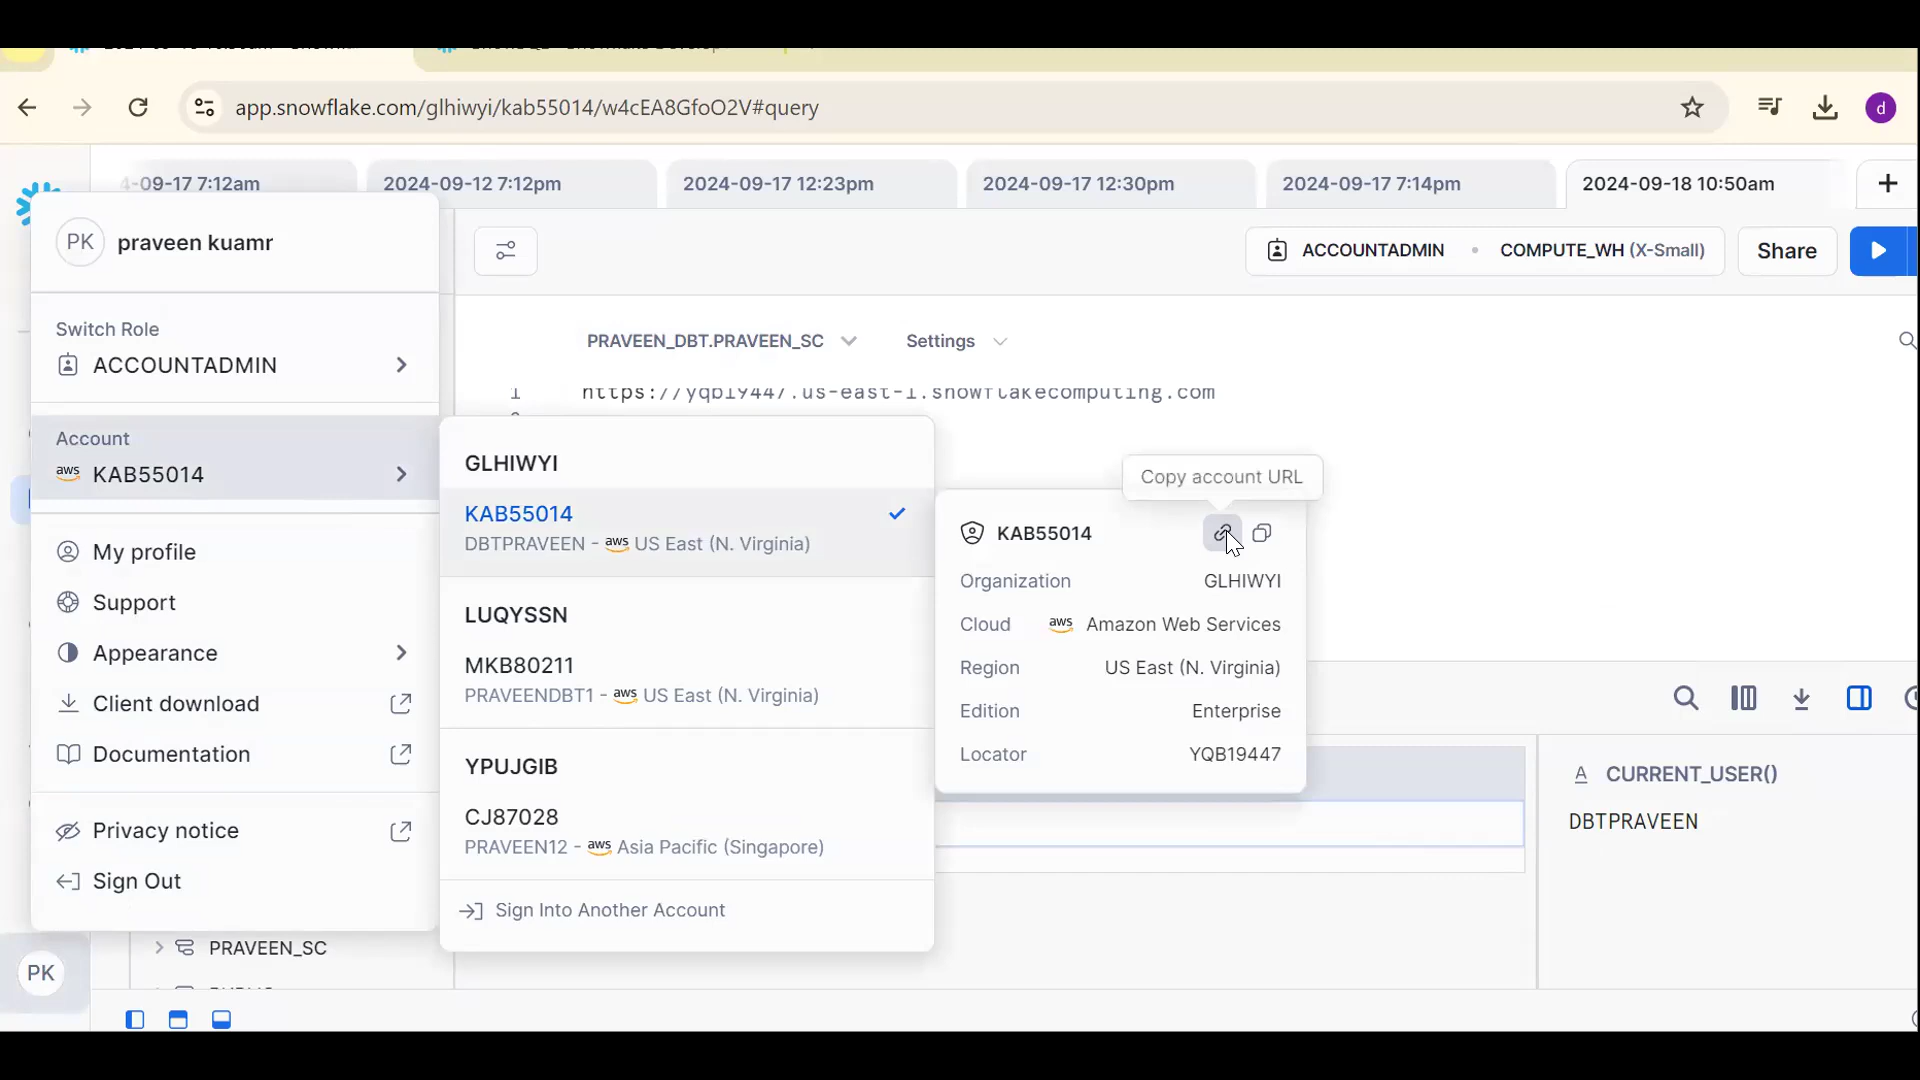 app.snowflake.com/glhiwyi/kab55014/w4cEA8GfoO2V#query
d
4-09-17 7:12am
2024-09-12 7:12pm
2024-09-17 12:23pm
2024-09-17 12:30pm
2024-09-17 7:14pm
2024-09-18 10:50am
PK praveen kuamr
ACCOUNTADMIN • COMPUTE_WH (X-Small)
Share
Switch Role
ACCOUNTADMIN
PRAVEEN_DBT.PRAVEEN_SC
Settings
1 https://yqb19447.us-east-1.snowflakecomputing.com
Account
aws KAB55014
My profile
Support
Appearance
Client download
Documentation
Privacy notice
Sign Out
GLHIWYI
KAB55014
DBTPRAVEEN - aws US East (N. Virginia)
LUQYSSN
MKB80211
PRAVEENDBT1 - aws US East (N. Virginia)
YPUJGIB
CJ87028
PRAVEEN12 - aws Asia Pacific (Singapore)
Sign Into Another Account
Copy account URL
KAB55014
Organization GLHIWYI
Cloud aws Amazon Web Services
Region US East (N. Virginia)
Edition Enterprise
Locator YQB19447
A CURRENT_USER()
DBTPRAVEEN
PRAVEEN_SC
PK